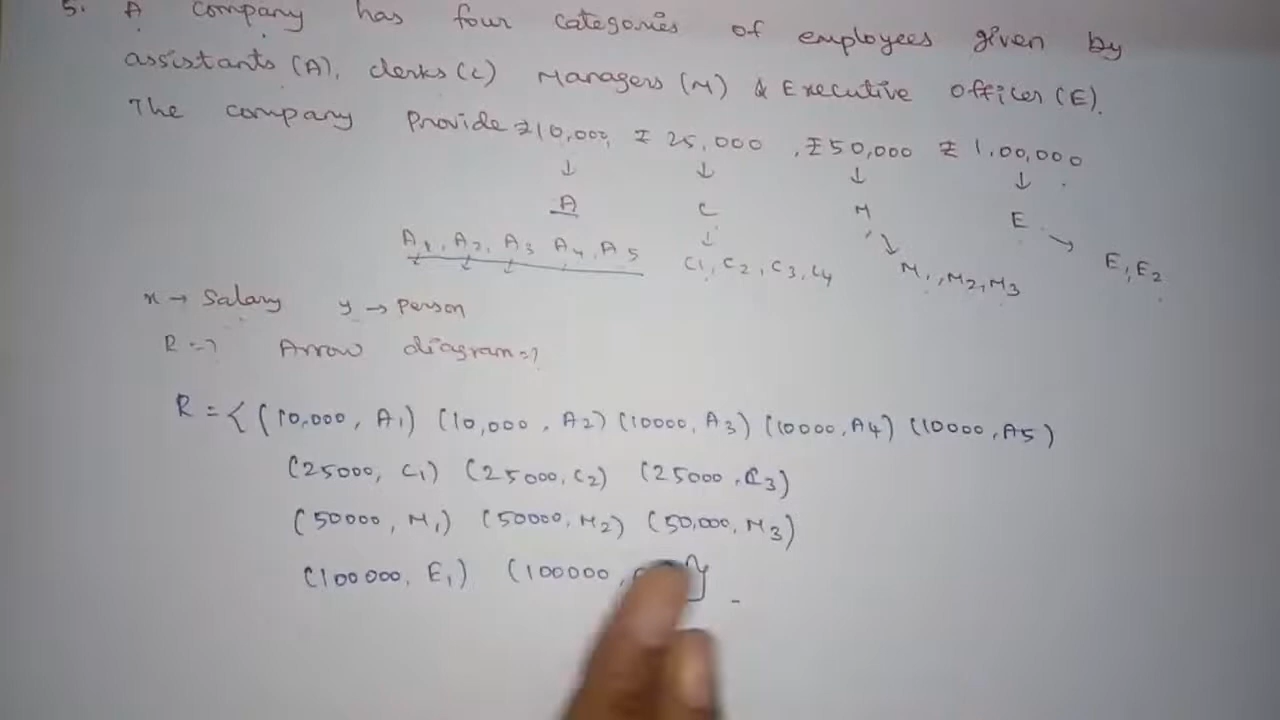 5. A company has four categories of employees given by
assistants (A), clerks (C) Managers (M) & Executive Officer (E).
The company Provide ₹10,000, ₹ 25,000, ₹50,000 ₹ 1,00,000
↓ ↓ ↓ ↓
A C M E
A1, A2, A3 A4, A5 C1, C2, C3, C4 M1, M2, M3 E1, E2
x → Salary y → Person
R = ? Arrow diagram = ?
R = { (10,000, A1) (10,000, A2) (10000, A3) (10000, A4) (10000, A5)
(25000, C1) (25000, C2) (25000, C3)
(50000, M1) (50000, M2) (50,000, M3)
(100000, E1) (100000, }